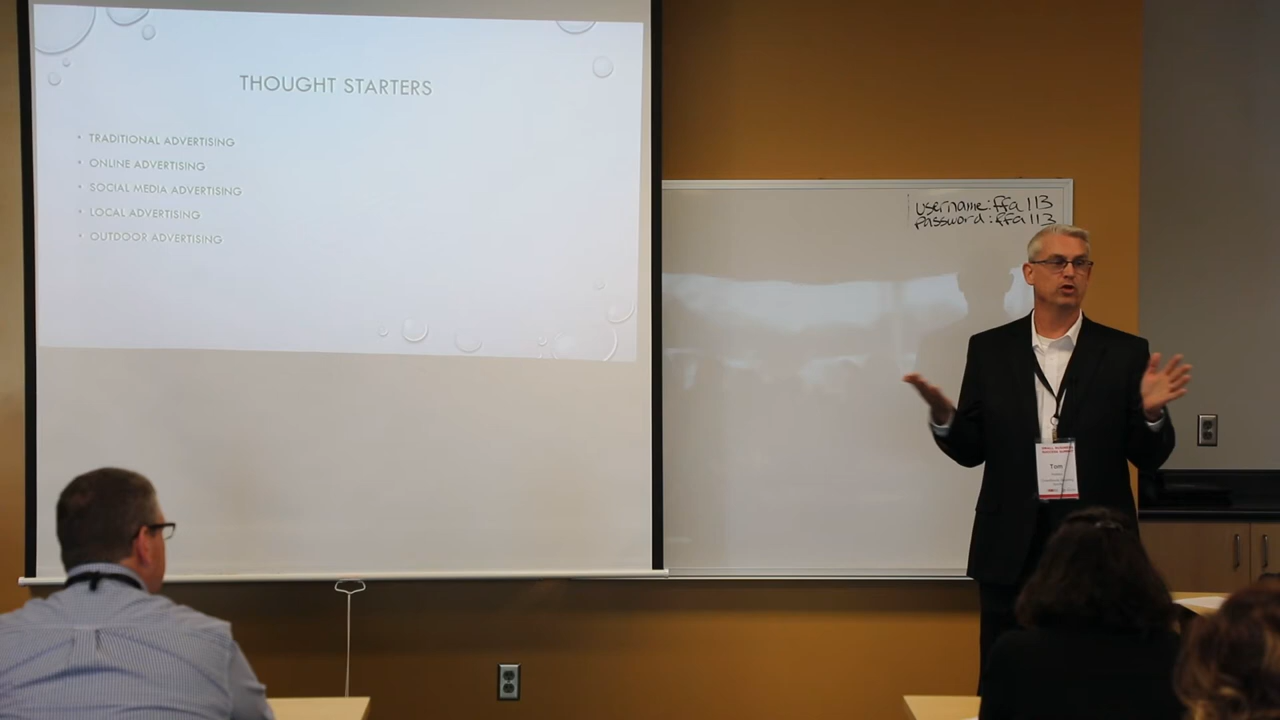 THOUGHT STARTERS
• TRADITIONAL ADVERTISING
• ONLINE ADVERTISING
• SOCIAL MEDIA ADVERTISING
• LOCAL ADVERTISING
• OUTDOOR ADVERTISING
username:ffa113
password:ffa113
Tom